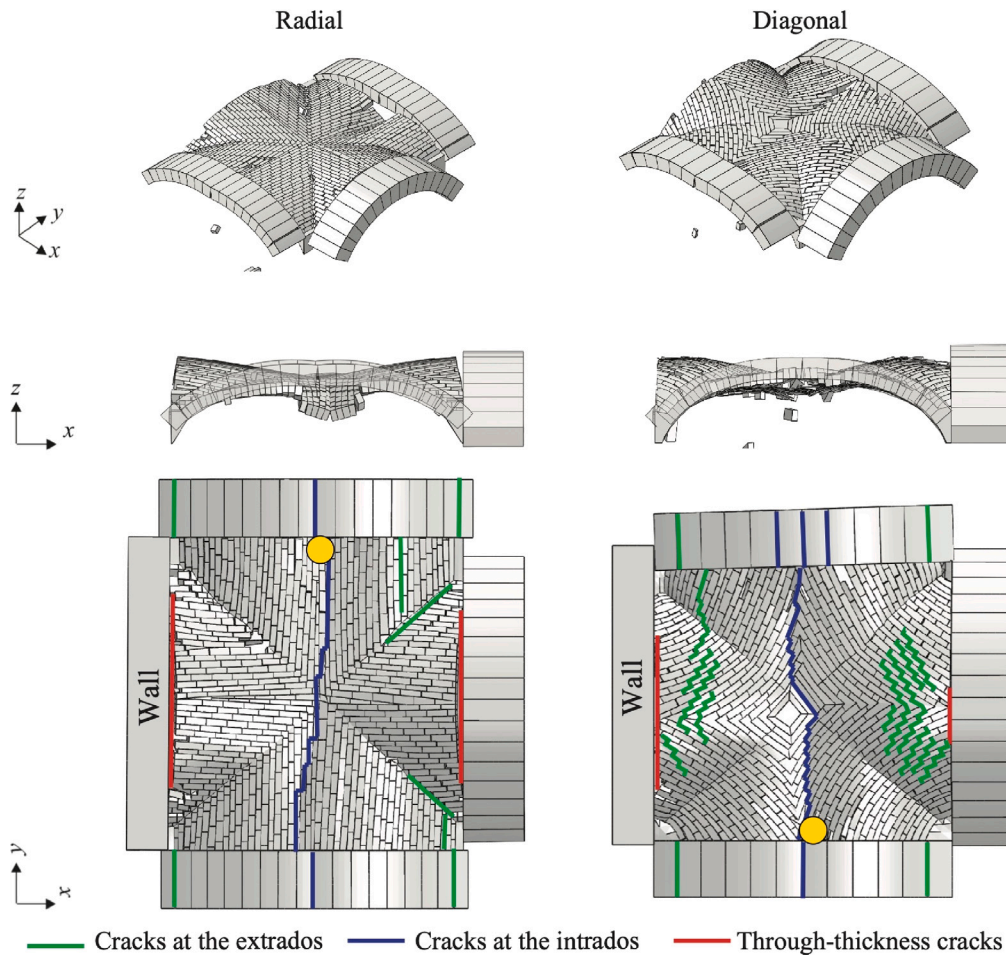 Radial
Diagonal
z
y
x
z
x
z
x
Wall
Wall
y
x
Cracks at the extrados
Cracks at the intrados
Through-thickness cracks